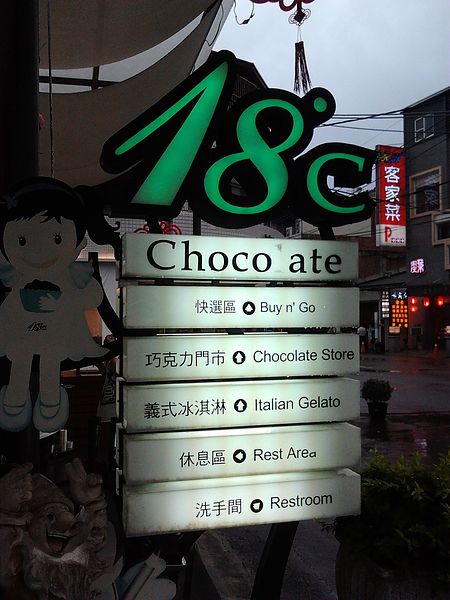 18°c
Choco ate
快選區 Buy n' Go
巧克力門市 Chocolate Store
義式冰淇淋 Italian Gelato
休息區 Rest Area
洗手間 Restroom
客家菜